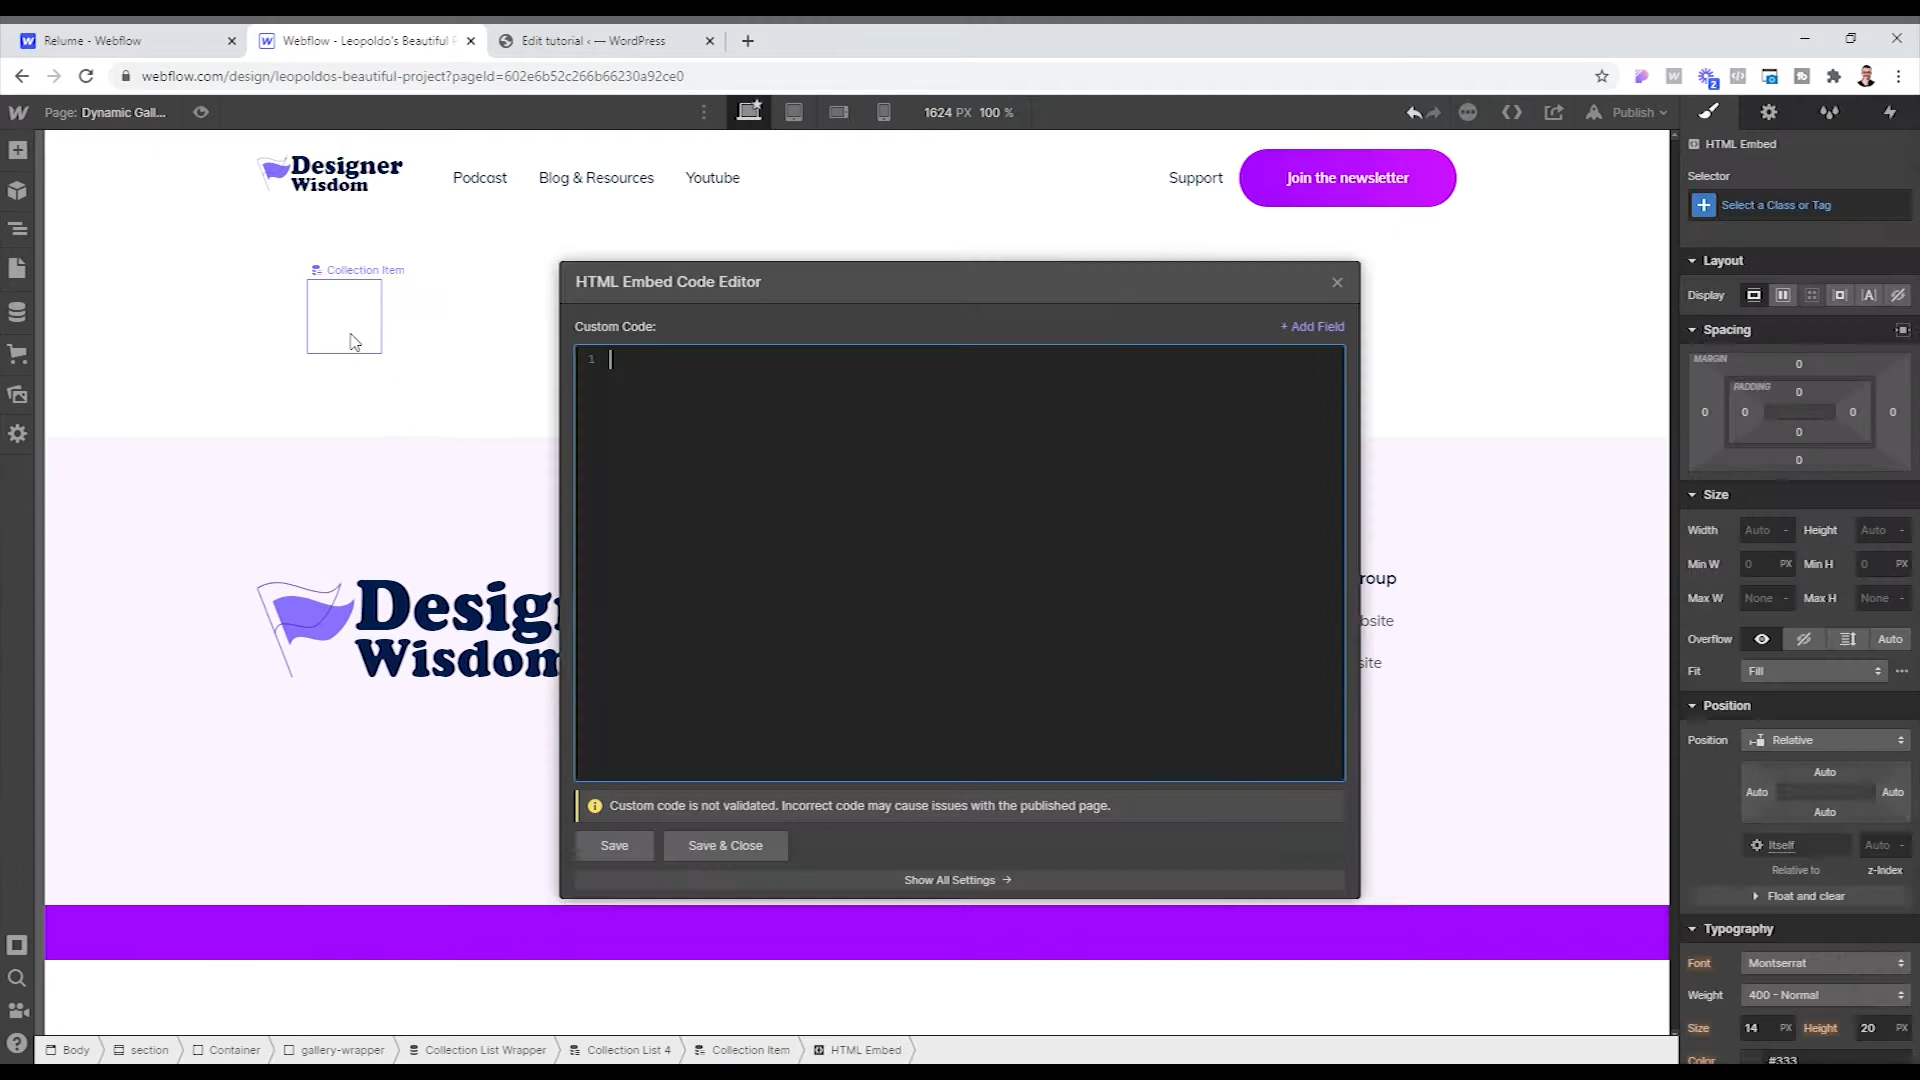 Relume - Webflow
Webflow - Leopoldo's Beautiful P
Edit tutorial ‹ — WordPress
webflow.com/design/leopoldos-beautiful-project?pageId=602e6b52c266b66230a92ce0
2
Page: Dynamic Gall...
1624 PX 100 %
Publish
HTML Embed
Selector
Select a Class or Tag
Designer
Wisdom
Podcast
Blog & Resources
Youtube
Support
Join the newsletter
Collection Item
HTML Embed Code Editor
Custom Code:
+ Add Field
1
Custom code is not validated. Incorrect code may cause issues with the published page.
Save
Save & Close
Show All Settings
Design
Wisdom
roup
bsite
site
Layout
Display
Spacing
MARGIN
0
PADDING
0
0 0 0 0
0
0
Size
Width Auto - Height Auto -
Min W 0 PX Min H 0 PX
Max W None - Max H None -
Overflow Auto
Fit Fill
Position
Position Relative
Auto
Auto Auto
Auto
Itself Auto -
Relative to z-Index
Float and clear
Typography
Font Montserrat
Weight 400 - Normal
Size 14 PX Height 20 PX
Color #333
Body
section
Container
gallery-wrapper
Collection List Wrapper
Collection List 4
Collection Item
HTML Embed